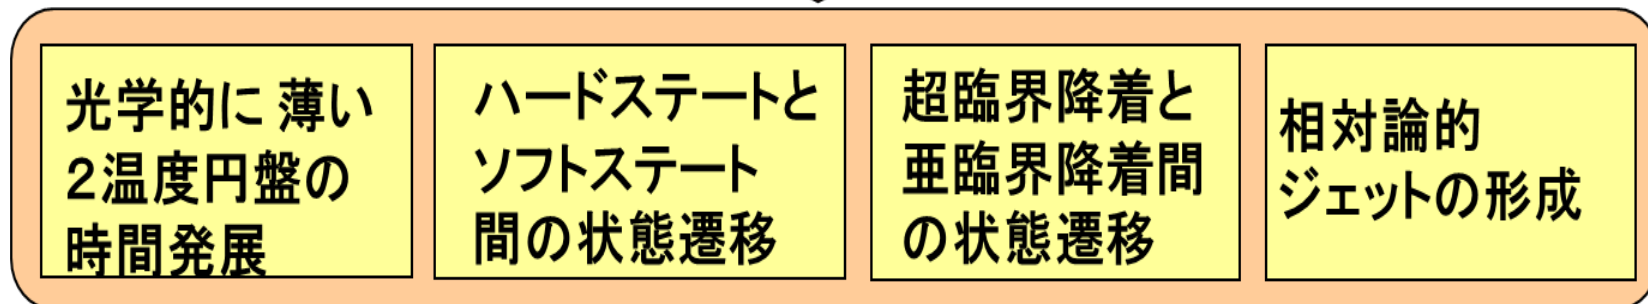 光学的に 薄い
2温度円盤の
時間発展
ハードステートと
ソフトステート
間の状態遷移
超臨界降着と
亜臨界降着間
の状態遷移
相対論的
ジェットの形成